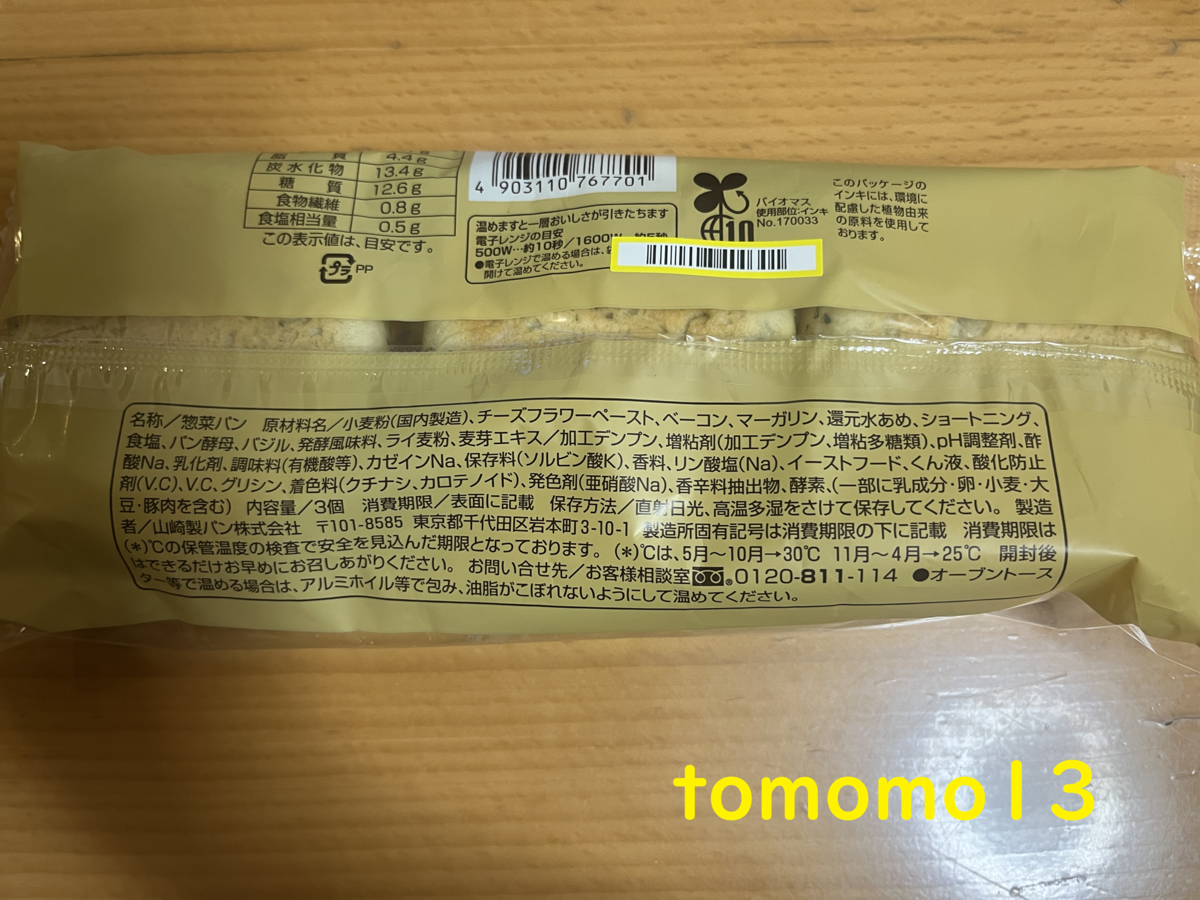 脂　質 4.4g
炭水化物 13.4g
糖　質 12.6g
食物繊維 0.8g
食塩相当量 0.5g
この表示値は、目安です。
プラ PP
4 903110 767701
温めますと一層おいしさが引きたちます
電子レンジの目安
500W…約10秒/1600W…約5秒
●電子レンジで温める場合は、袋
開けて温めてください。
10
バイオマス
使用部位:インキ
No.170033
このパッケージの
インキには、環境に
配慮した植物由来
の原料を使用して
おります。
名称/惣菜パン 原材料名/小麦粉(国内製造)、チーズフラワーペースト、ベーコン、マーガリン、還元水あめ、ショートニング、
食塩、パン酵母、バジル、発酵風味料、ライ麦粉、麦芽エキス/加工デンプン、増粘剤(加工デンプン、増粘多糖類)、pH調整剤、酢
酸Na、乳化剤、調味料(有機酸等)、カゼインNa、保存料(ソルビン酸K)、香料、リン酸塩(Na)、イーストフード、くん液、酸化防止
剤(V.C)、V.C、グリシン、着色料(クチナシ、カロテノイド)、発色剤(亜硝酸Na)、香辛料抽出物、酵素、(一部に乳成分・卵・小麦・大
豆・豚肉を含む) 内容量/3個 消費期限/表面に記載 保存方法/直射日光、高温多湿をさけて保存してください。 製造
者/山崎製パン株式会社 〒101-8585 東京都千代田区岩本町3-10-1 製造所固有記号は消費期限の下に記載 消費期限は
(*)℃の保管温度の検査で安全を見込んだ期限となっております。(*)℃は、5月〜10月→30℃ 11月〜4月→25℃ 開封後
はできるだけお早めにお召しあがりください。お問い合せ先/お客様相談室 0120-811-114 ●オーブントース
ター等で温める場合は、アルミホイル等で包み、油脂がこぼれないようにして温めてください。
tomomo13